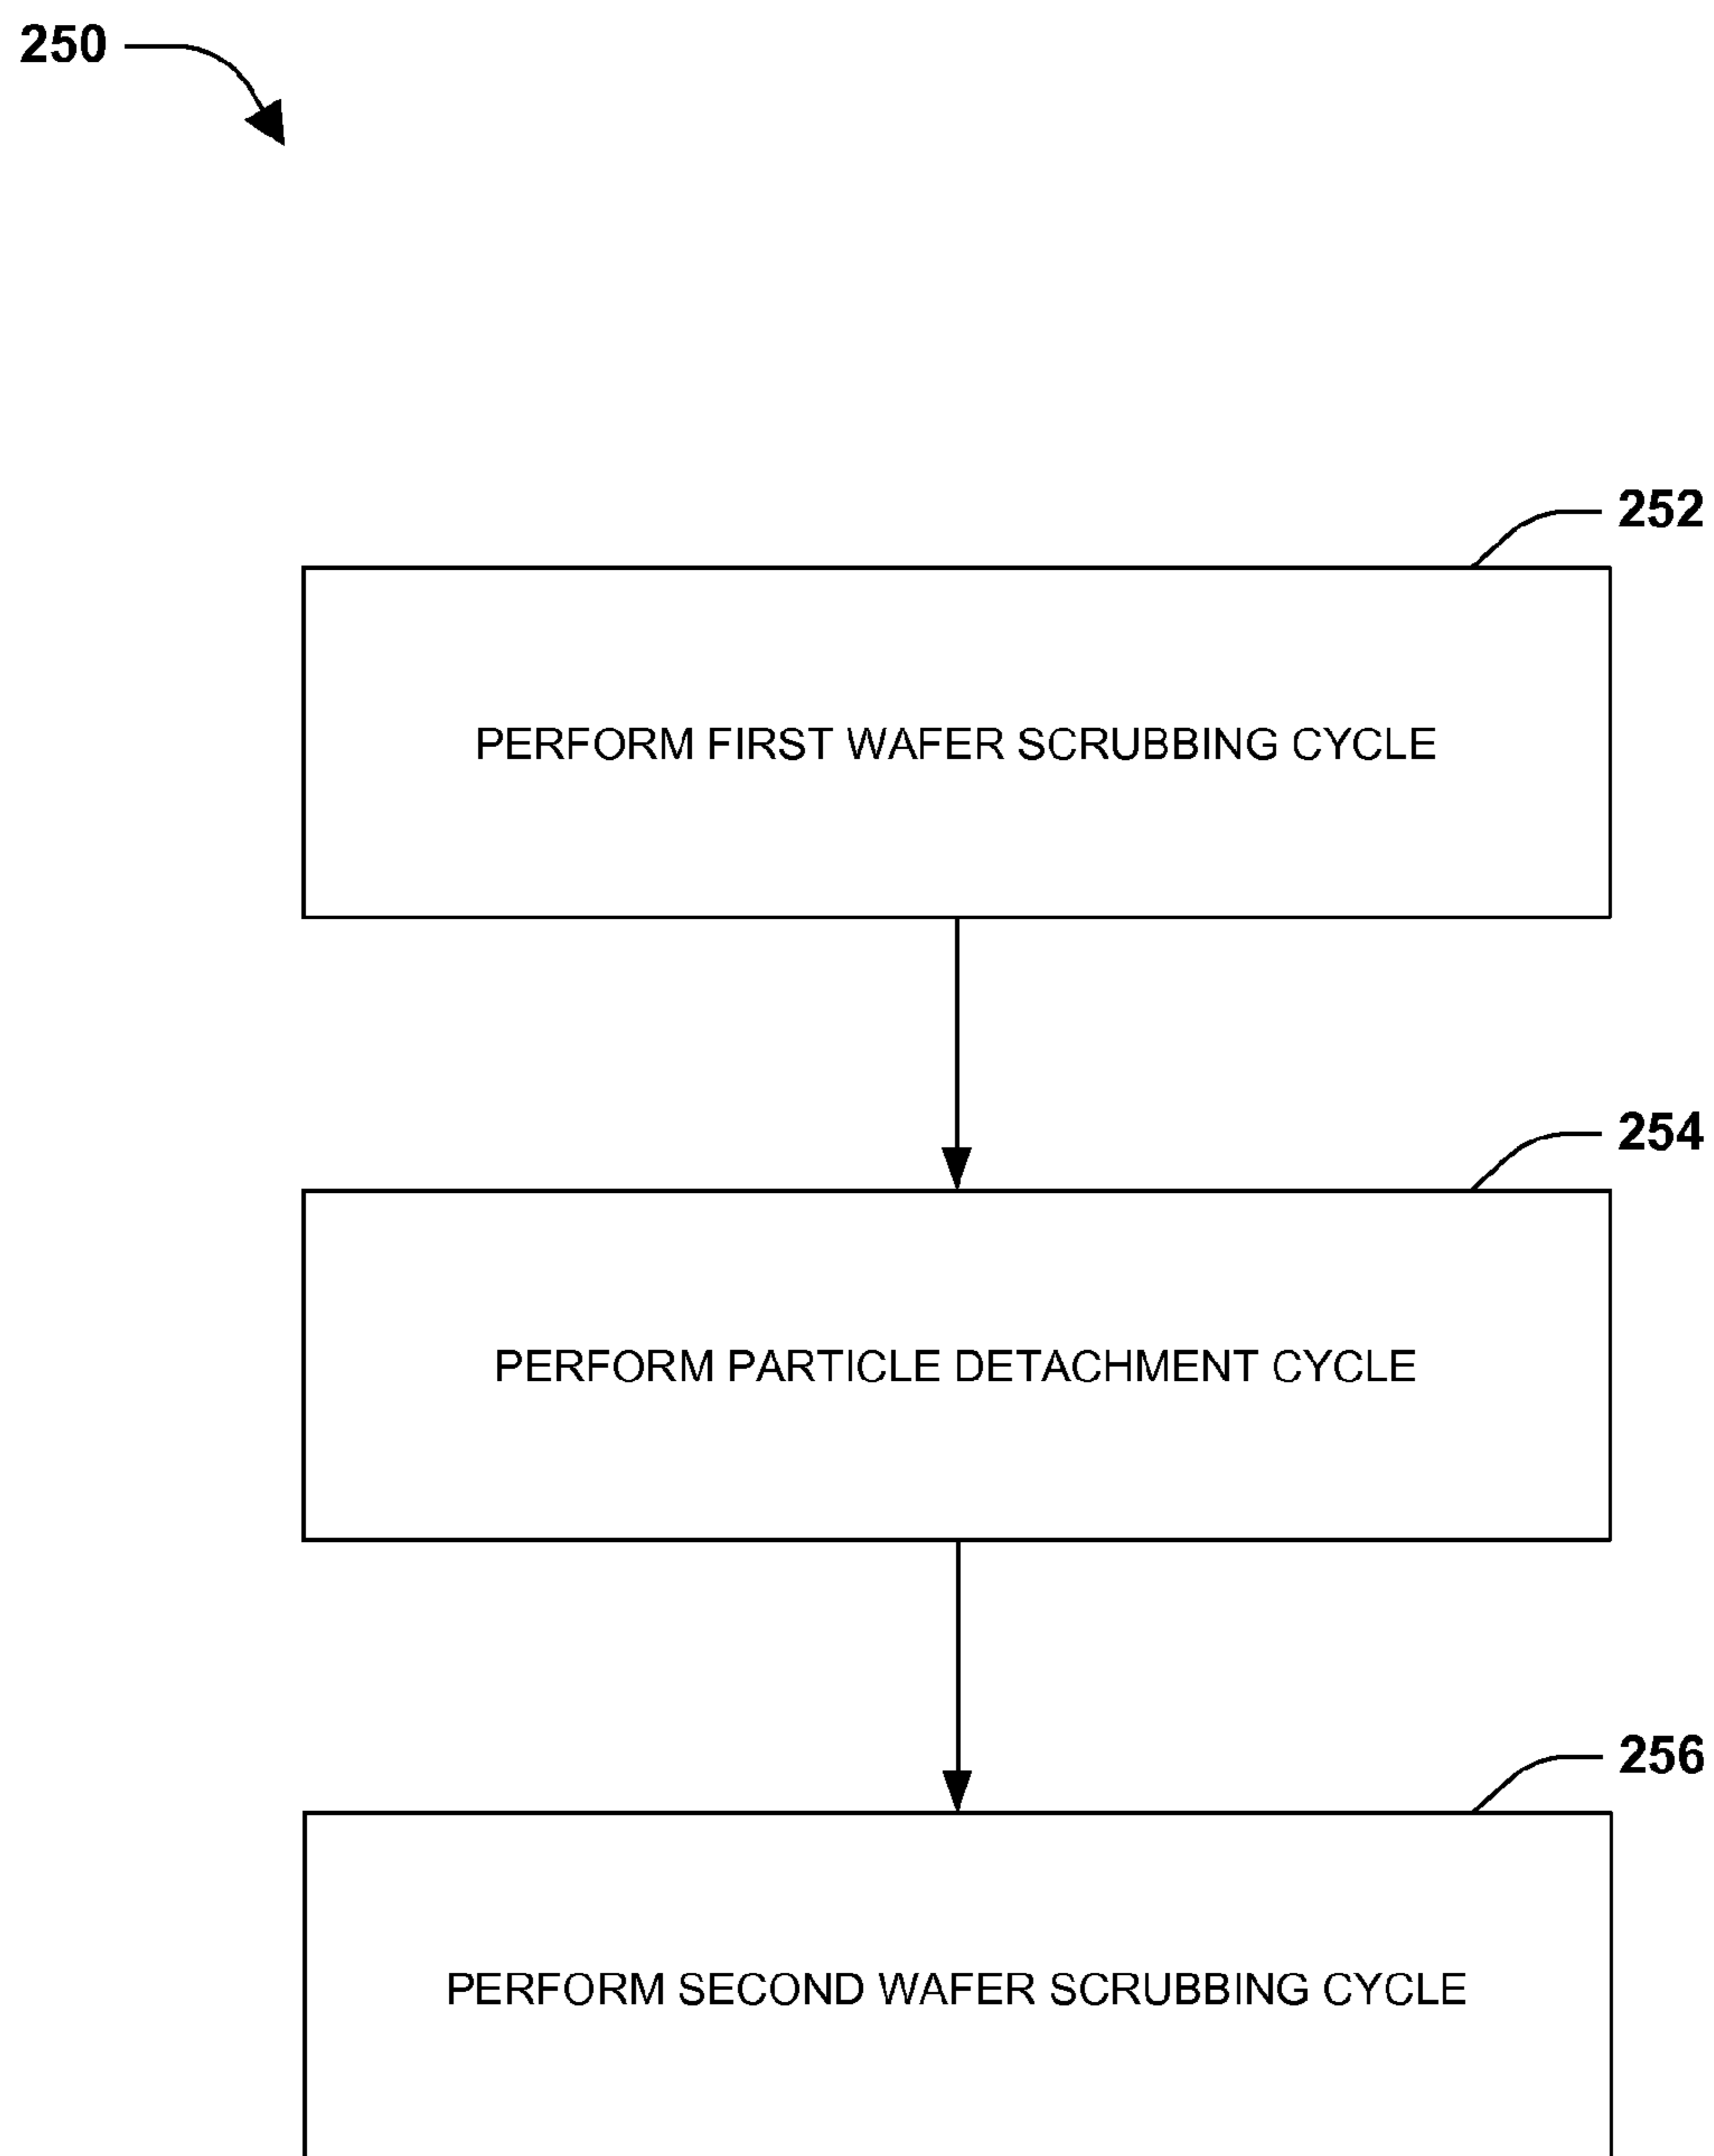 250
252
PERFORM FIRST WAFER SCRUBBING CYCLE
254
PERFORM PARTICLE DETACHMENT CYCLE
256
PERFORM SECOND WAFER SCRUBBING CYCLE